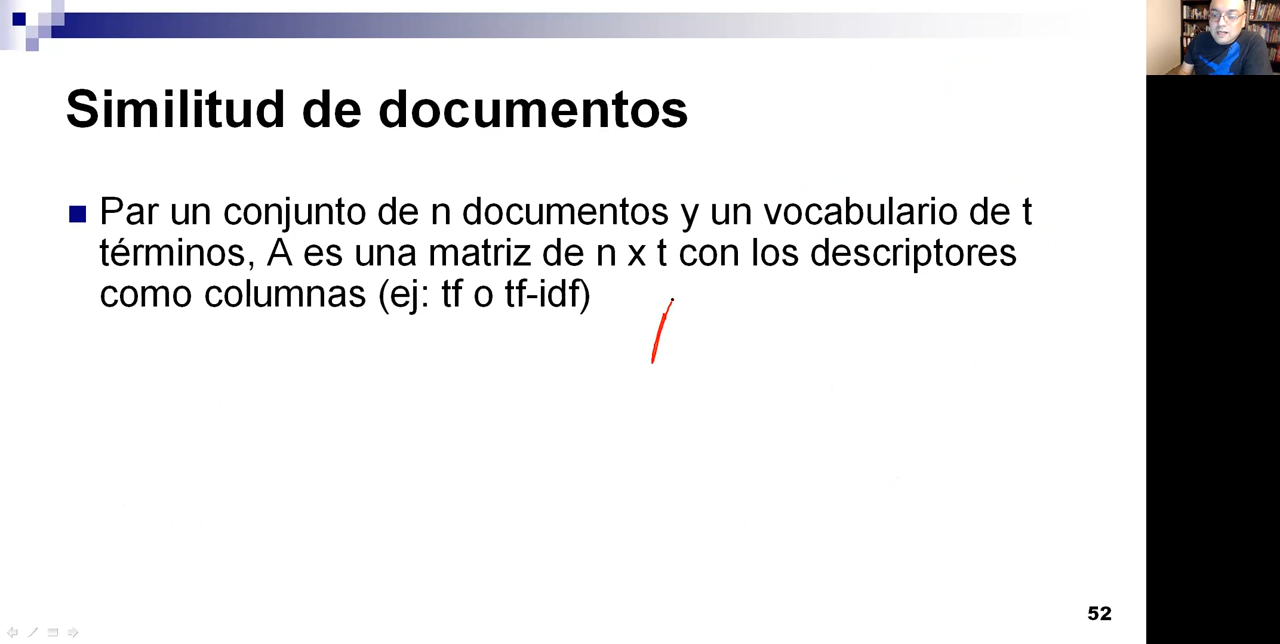 Similitud de documentos
Par un conjunto de n documentos y un vocabulario de t
términos, A es una matriz de n x t con los descriptores
como columnas (ej: tf o tf-idf)
52